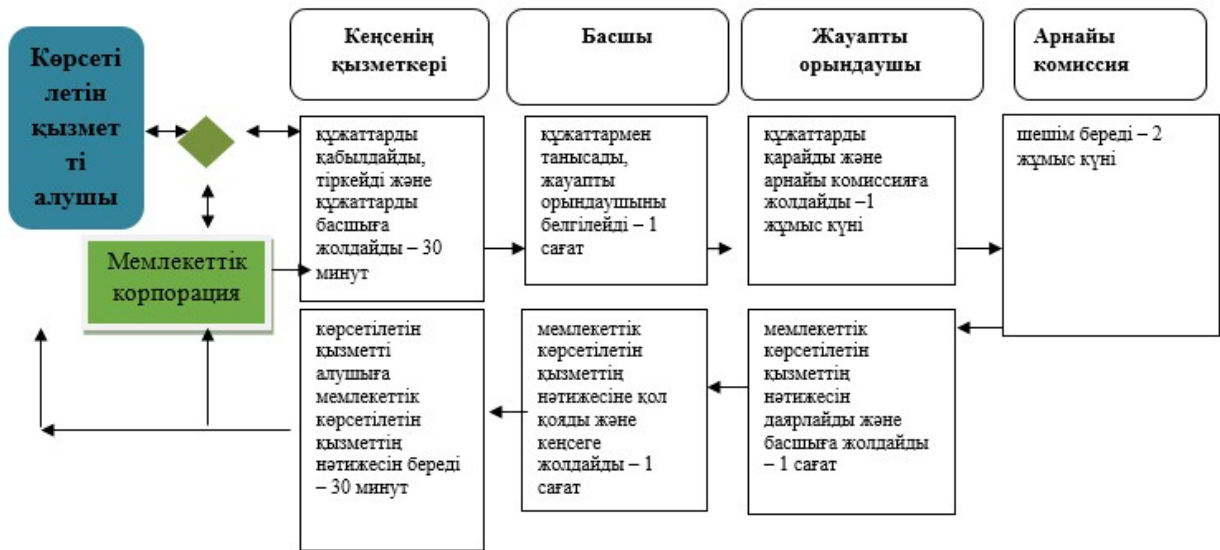 Көрсеті
летін
қызмет
ті
алушы
Мемлекеттік
корпорация
Кеңсенің
қызметкері
Басшы
Жауапты
орындаушы
Арнайы
комиссия
құжаттарды
қабылдайды,
тіркейді және
құжаттарды
басшыға
жолдайды – 30
минут
құжаттармен
танысады,
жауапты
орындаушыны
белгілейді – 1
сағат
құжаттарды
қарайды және
арнайы комиссияға
жолдайды –1
жұмыс күні
шешім береді – 2
жұмыс күні
көрсетілетін
қызметті
алушыға
мемлекеттік
көрсетілетін
қызметтің
нәтижесін береді
– 30 минут
мемлекеттік
көрсетілетін
қызметтің
нәтижесіне қол
қояды және
кеңсеге
жолдайды – 1
сағат
мемлекеттік
көрсетілетін
қызметтің
нәтижесін
даярлайды және
басшыға жолдайды
– 1 сағат